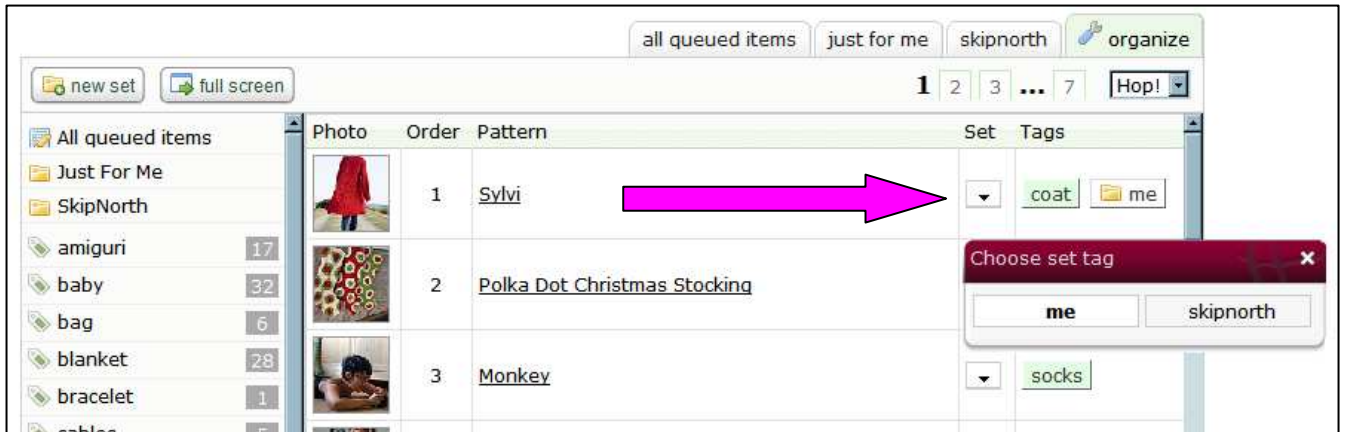 all queued items just for me skipnorth organize
new set full screen 1 2 3 ... 7 Hop!
All queued items
Just For Me
SkipNorth
amiguri 17
baby 32
bag 6
blanket 28
bracelet 1
cables 5
Photo Order Pattern Set Tags
1 Sylvi coat me
2 Polka Dot Christmas Stocking
3 Monkey socks
Choose set tag
me skipnorth